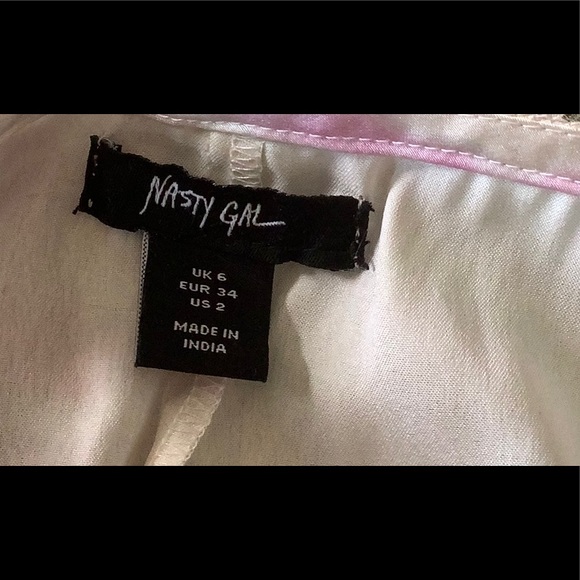 NASTY GAL
UK 6
EUR 34
US 2
MADE IN
INDIA